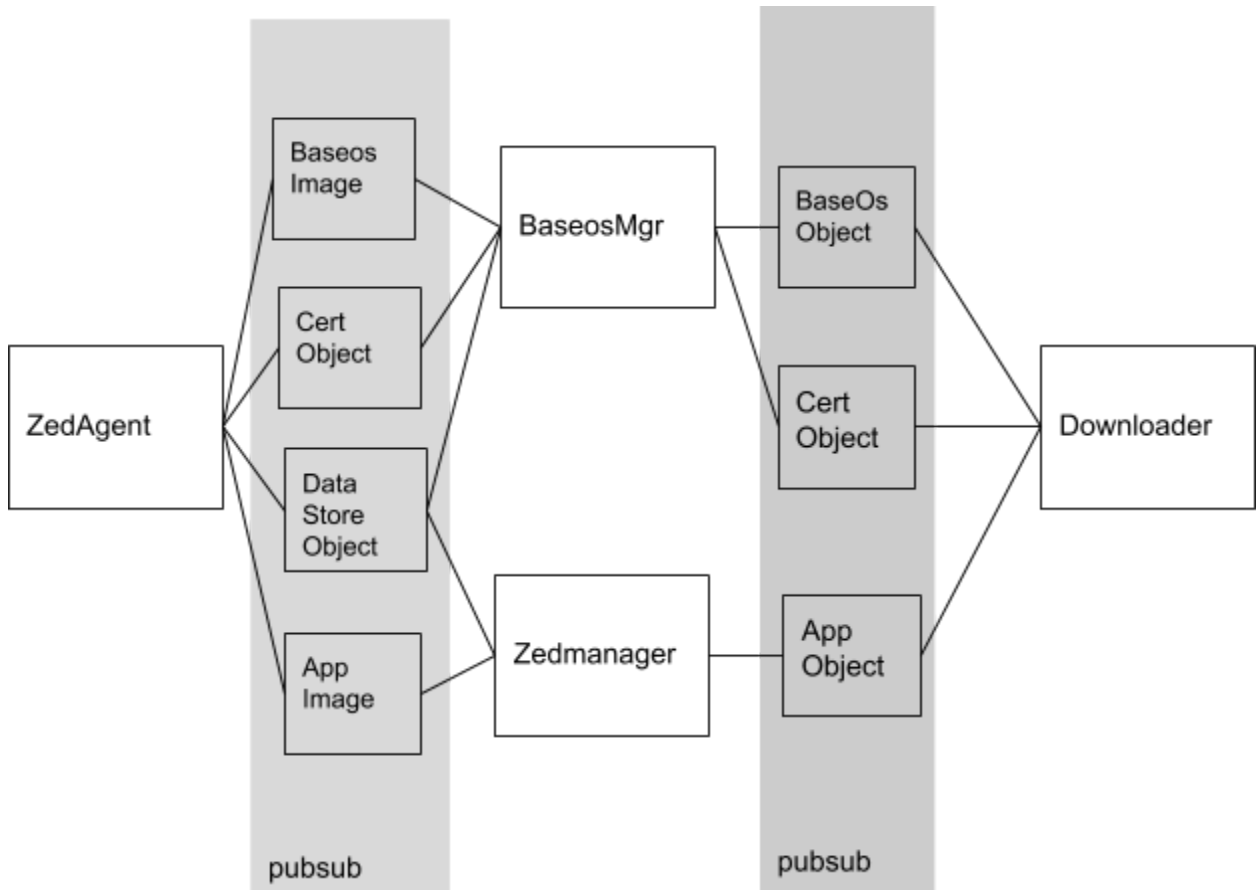 ZedAgent
Baseos
Image
Cert
Object
Data
Store
Object
App
Image
pubsub
BaseosMgr
Zedmanager
BaseOs
Object
Cert
Object
App
Object
pubsub
Downloader